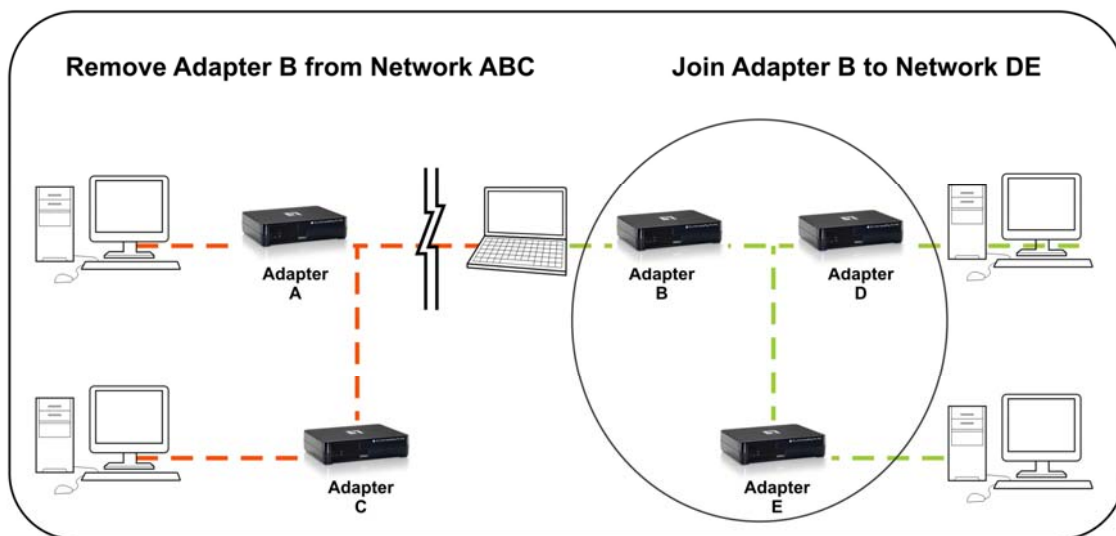 Remove Adapter B from Network ABC
Join Adapter B to Network DE
Adapter
A
Adapter
B
Adapter
D
Adapter
C
Adapter
E